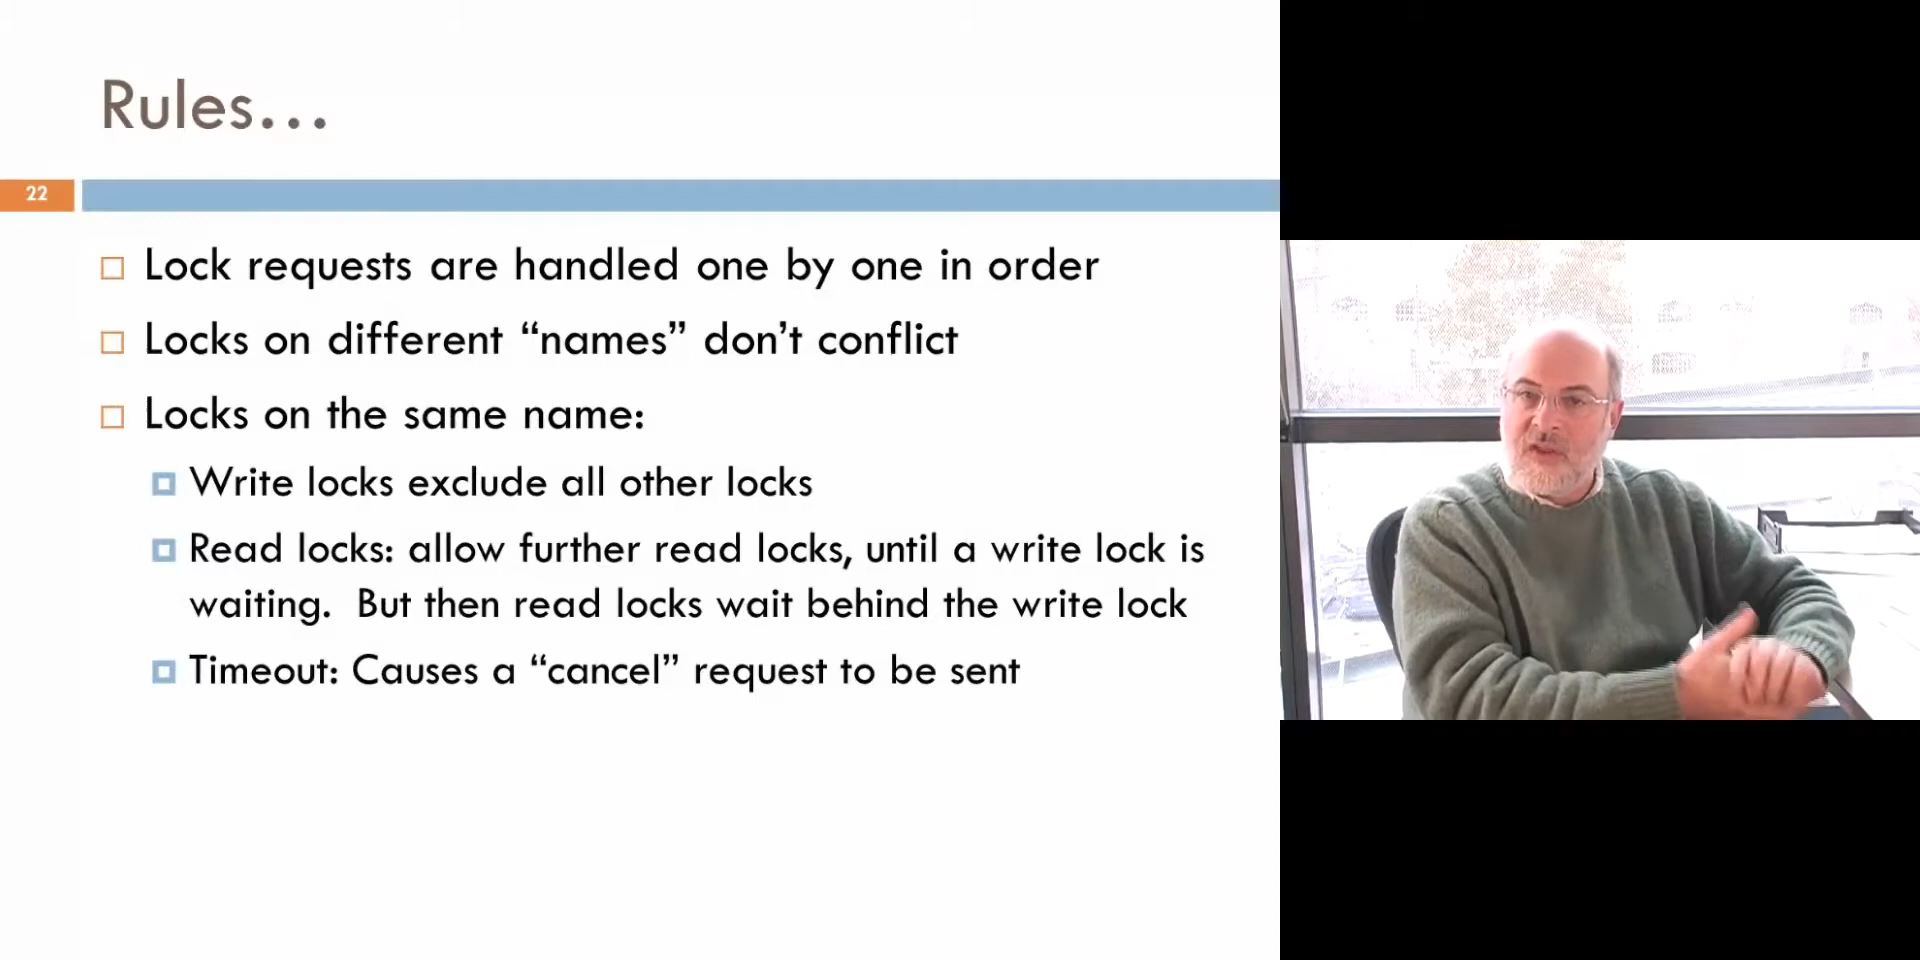 Rules…
22
Lock requests are handled one by one in order
Locks on different “names” don’t conflict
Locks on the same name:
Write locks exclude all other locks
Read locks: allow further read locks, until a write lock is
waiting. But then read locks wait behind the write lock
Timeout: Causes a “cancel” request to be sent